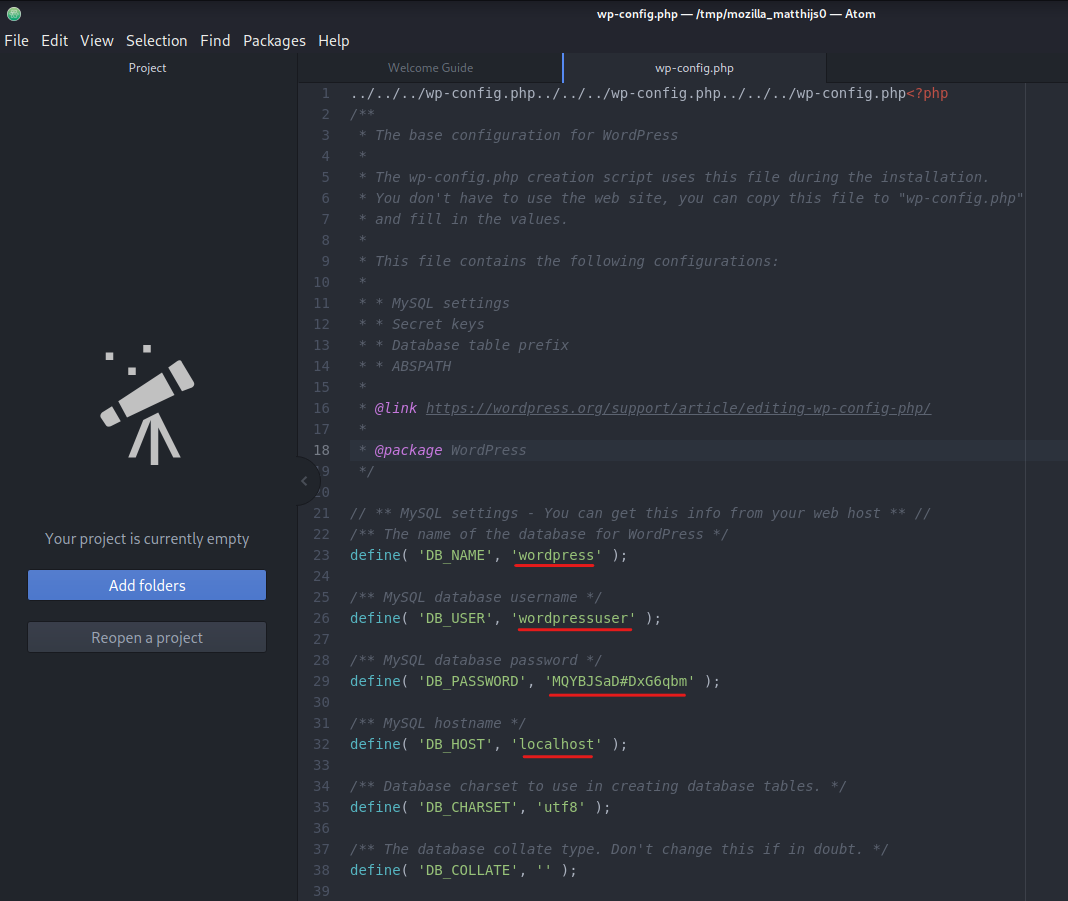 wp-config.php — /tmp/mozilla_matthijs0 — Atom
File Edit View Selection Find Packages Help
Project
Welcome Guide
wp-config.php
Your project is currently empty
Add folders
Reopen a project
1 ../../../wp-config.php../../../wp-config.php../../../wp-config.php<?php
2 /**
3  * The base configuration for WordPress
4  *
5  * The wp-config.php creation script uses this file during the installation.
6  * You don't have to use the web site, you can copy this file to "wp-config.php"
7  * and fill in the values.
8  *
9  * This file contains the following configurations:
10  *
11  * * MySQL settings
12  * * Secret keys
13  * * Database table prefix
14  * * ABSPATH
15  *
16  * @link https://wordpress.org/support/article/editing-wp-config-php/
17  *
18  * @package WordPress
19  */
20
21 // ** MySQL settings - You can get this info from your web host ** //
22 /** The name of the database for WordPress */
23 define( 'DB_NAME', 'wordpress' );
24
25 /** MySQL database username */
26 define( 'DB_USER', 'wordpressuser' );
27
28 /** MySQL database password */
29 define( 'DB_PASSWORD', 'MQYBJSaD#DxG6qbm' );
30
31 /** MySQL hostname */
32 define( 'DB_HOST', 'localhost' );
33
34 /** Database charset to use in creating database tables. */
35 define( 'DB_CHARSET', 'utf8' );
36
37 /** The database collate type. Don't change this if in doubt. */
38 define( 'DB_COLLATE', '' );
39